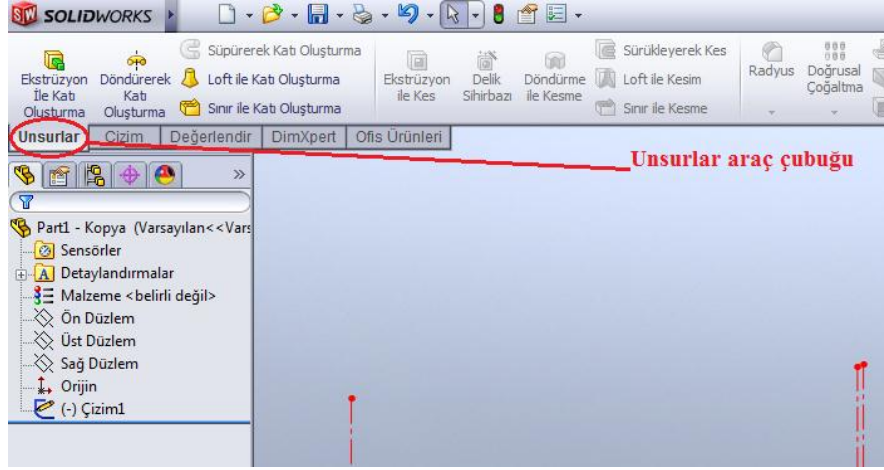 SW SOLIDWORKS
Ekstrüzyon İle Katı Oluşturma
Döndürerek Katı Oluşturma
Süpürerek Katı Oluşturma
Loft ile Katı Oluşturma
Sınır ile Katı Oluşturma
Ekstrüzyon ile Kes
Delik Sihirbazı
Döndürme ile Kesme
Sürükleyerek Kes
Loft ile Kesim
Sınır ile Kesme
Radyus
Doğrusal Çoğaltma
Unsurlar Çizim Değerlendir DimXpert Ofis Ürünleri
Unsurlar araç çubuğu
Part1 - Kopya (Varsayılan<<Vars
Sensörler
A Detaylandırmalar
Malzeme <belirli değil>
Ön Düzlem
Üst Düzlem
Sağ Düzlem
Orijin
(-) Çizim1